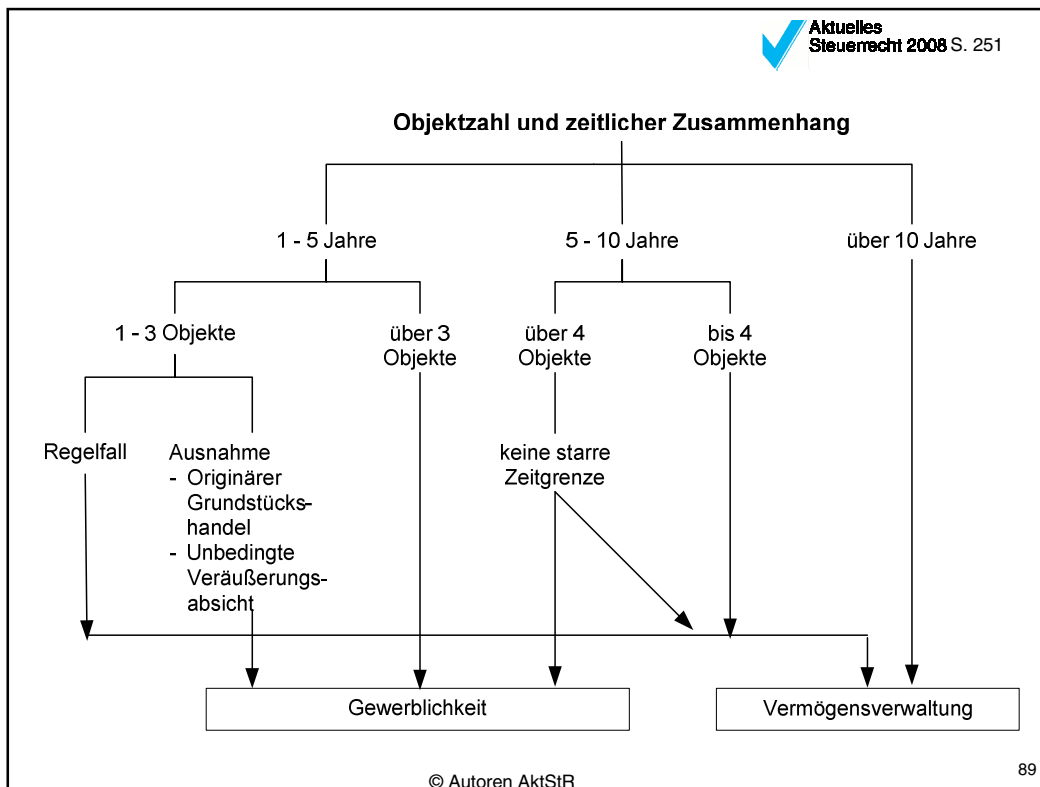 Aktuelles
Steuerrecht 2008 S. 251
Objektzahl und zeitlicher Zusammenhang
1 - 5 Jahre
5 - 10 Jahre
über 10 Jahre
1 - 3 Objekte
über 3
Objekte
über 4
Objekte
bis 4
Objekte
Regelfall
Ausnahme
- Originärer
Grundstücks-
handel
- Unbedingte
Veräußerungs-
absicht
keine starre
Zeitgrenze
Gewerblichkeit
Vermögensverwaltung
© Autoren AktStR
89